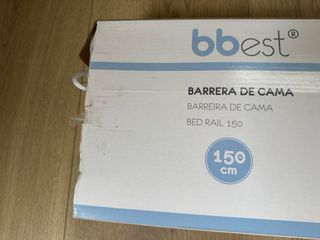 bbest®
BARRERA DE CAMA
BARREIRA DE CAMA
BED RAIL 150
150
cm